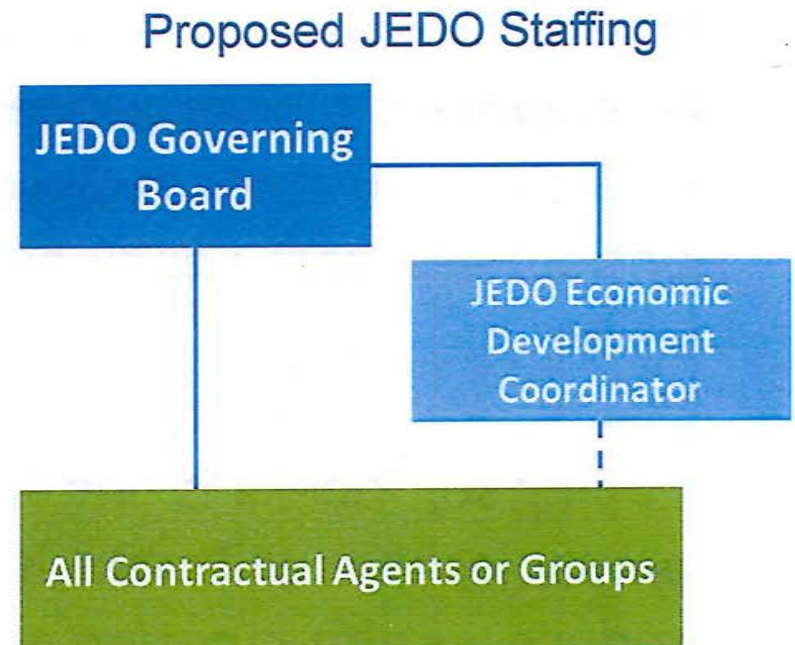 Proposed JEDO Staffing
JEDO Governing
Board
JEDO Economic
Development
Coordinator
All Contractual Agents or Groups